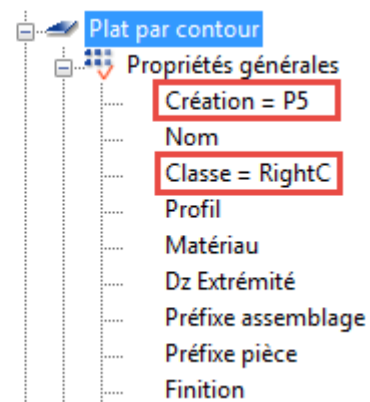 Plat par contour
Propriétés générales
Création = P5
Nom
Classe = RightC
Profil
Matériau
Dz Extrémité
Préfixe assemblage
Préfixe pièce
Finition